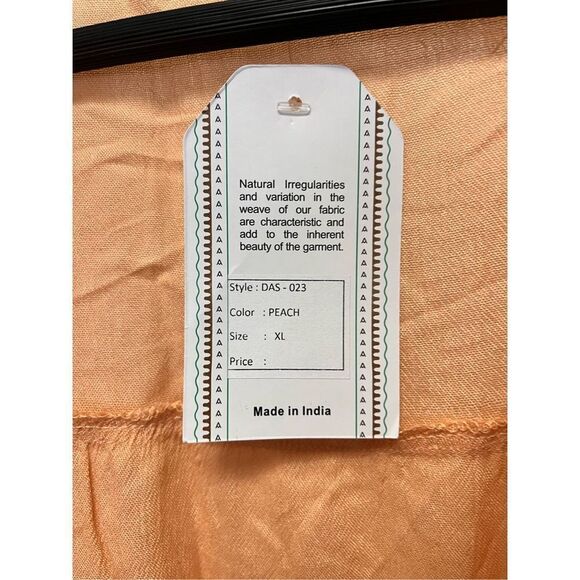 Natural Irregularities
and variation in the
weave of our fabric
are characteristic and
add to the inherent
beauty of the garment.
Style : DAS - 023
Color : PEACH
Size : XL
Price :
Made in India